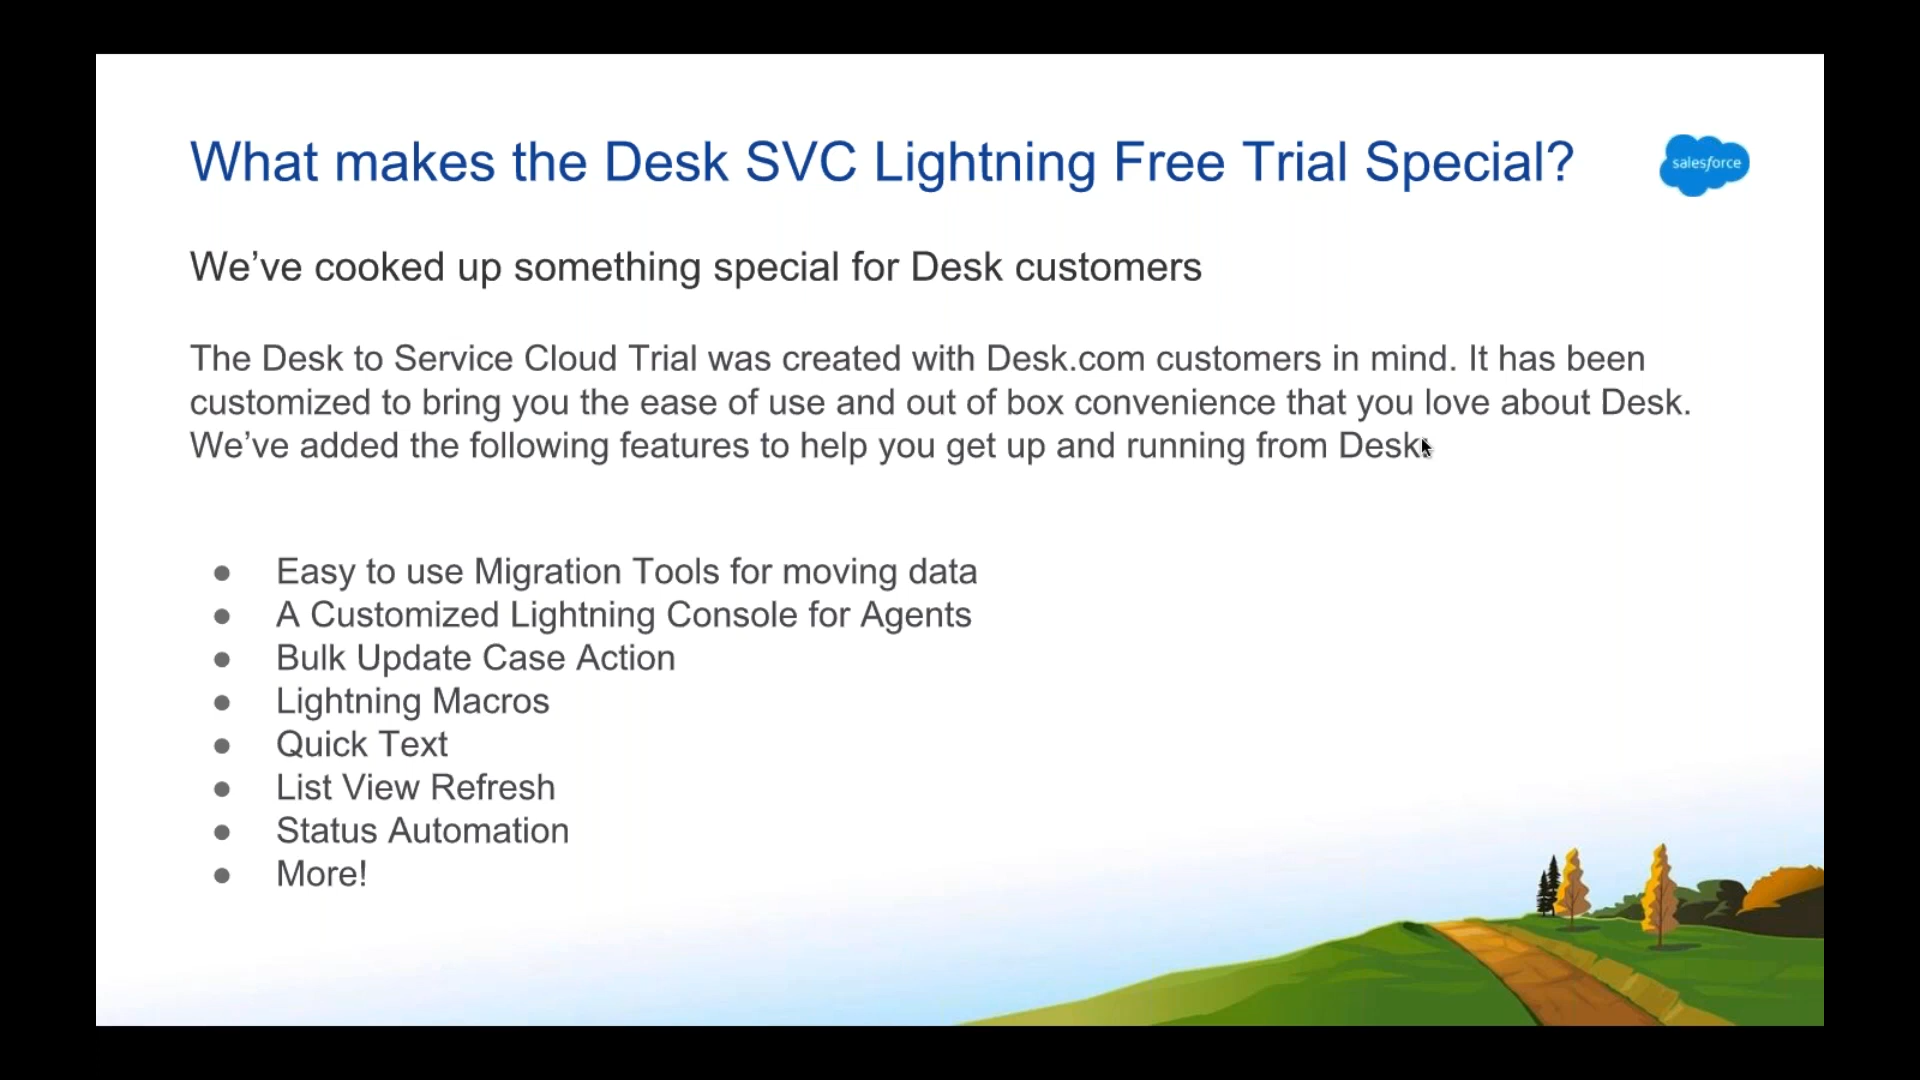 What makes the Desk SVC Lightning Free Trial Special?
salesforce
We’ve cooked up something special for Desk customers
The Desk to Service Cloud Trial was created with Desk.com customers in mind. It has been
customized to bring you the ease of use and out of box convenience that you love about Desk.
We’ve added the following features to help you get up and running from Desk:
● Easy to use Migration Tools for moving data
● A Customized Lightning Console for Agents
● Bulk Update Case Action
● Lightning Macros
● Quick Text
● List View Refresh
● Status Automation
● More!